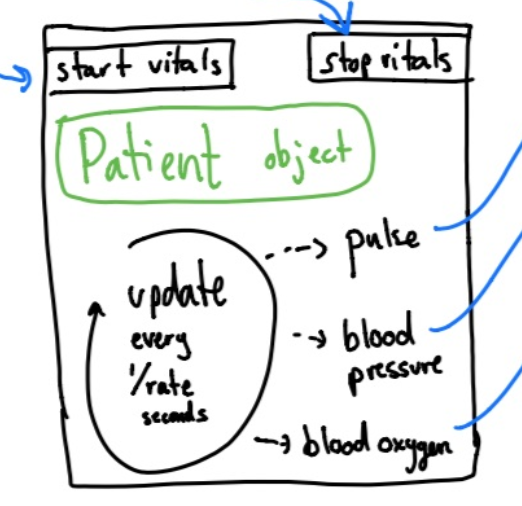 start vitals
stop vitals
Patient object
pulse
update
every
1/rate
seconds
blood
pressure
blood oxygen